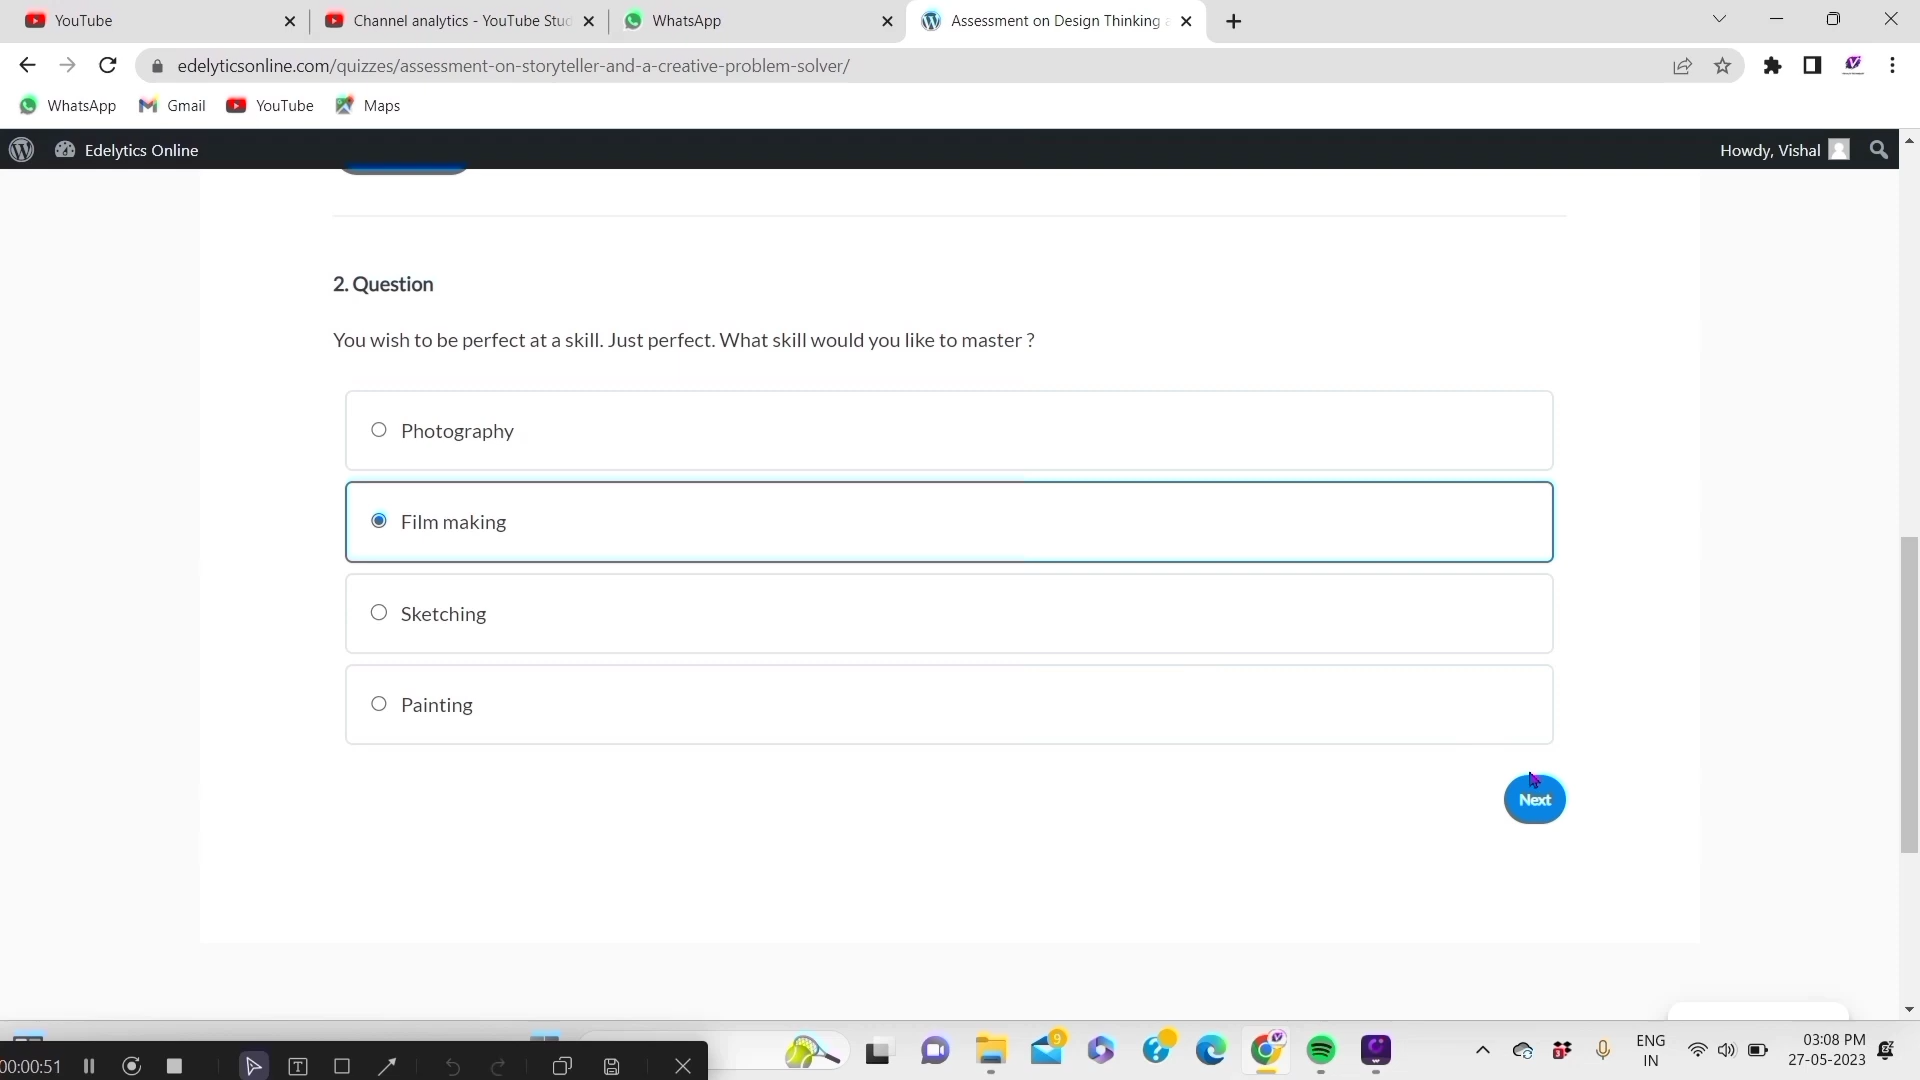 YouTube
Channel analytics - YouTube Stu
WhatsApp
Assessment on Design Thinking a
edelyticsonline.com/quizzes/assessment-on-storyteller-and-a-creative-problem-solver/
WhatsApp
Gmail
YouTube
Maps
Edelytics Online
Howdy, Vishal
2. Question
You wish to be perfect at a skill. Just perfect. What skill would you like to master ?
Photography
Film making
Sketching
Painting
Next
00:00:51
9
3
ENG
IN
03:08 PM
27-05-2023